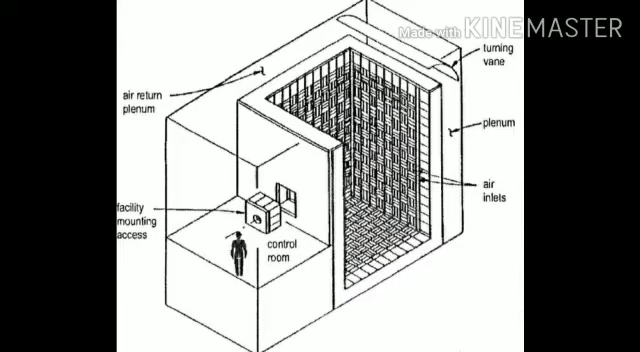 Made with KINEMASTER
turning
vane
air return
plenum
plenum
air
inlets
facility
mounting
access
control
room